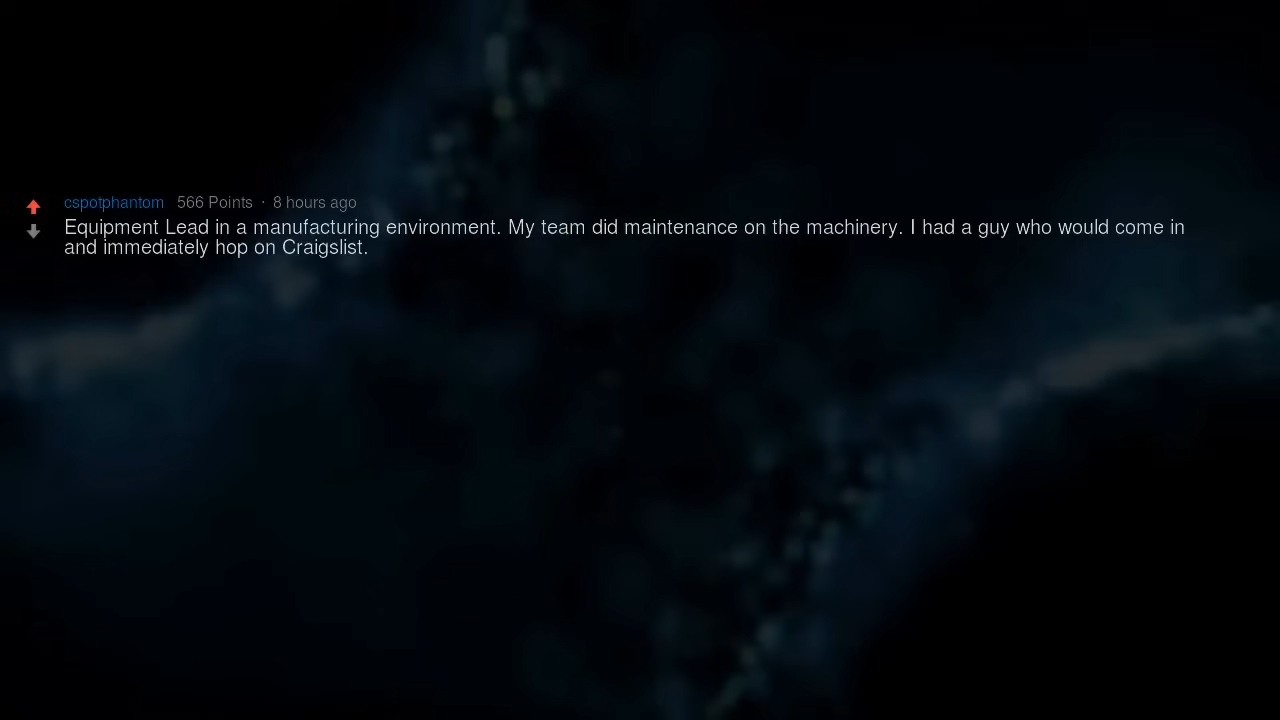 cspotphantom 566 Points · 8 hours ago
Equipment Lead in a manufacturing environment. My team did maintenance on the machinery. I had a guy who would come in
and immediately hop on Craigslist.